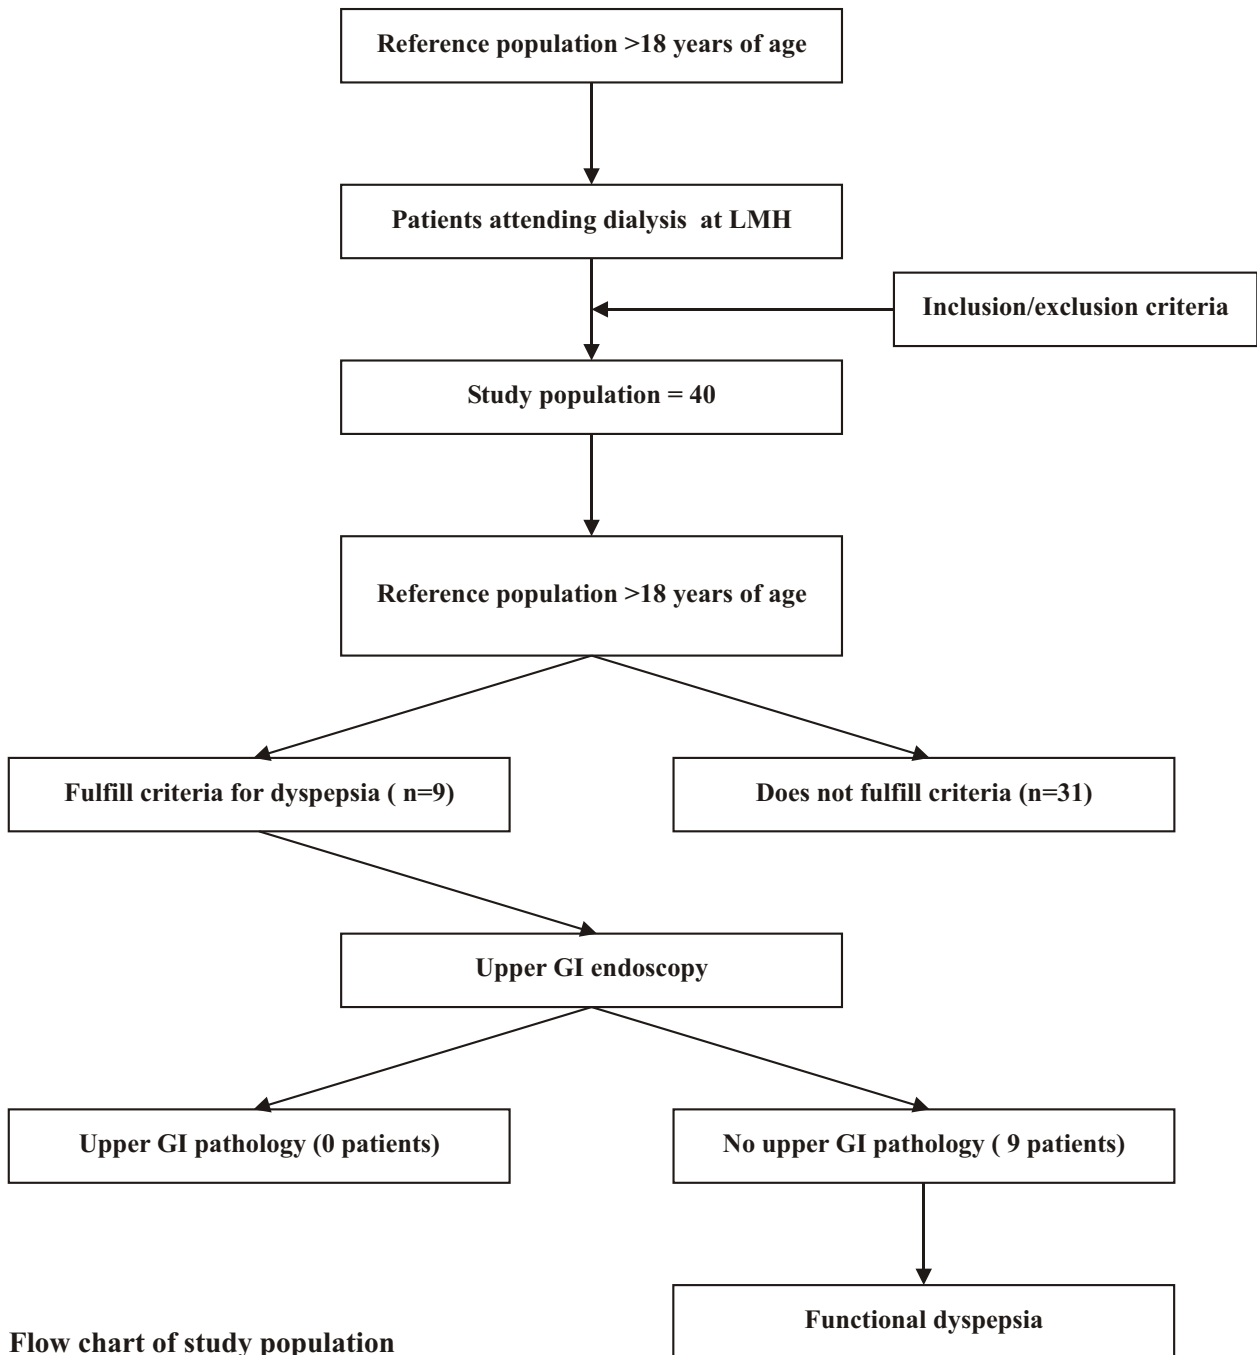 Reference population >18 years of age
Patients attending dialysis at LMH
Inclusion/exclusion criteria
Study population = 40
Reference population >18 years of age
Fulfill criteria for dyspepsia ( n=9)
Does not fulfill criteria (n=31)
Upper GI endoscopy
Upper GI pathology (0 patients)
No upper GI pathology ( 9 patients)
Functional dyspepsia
Flow chart of study population